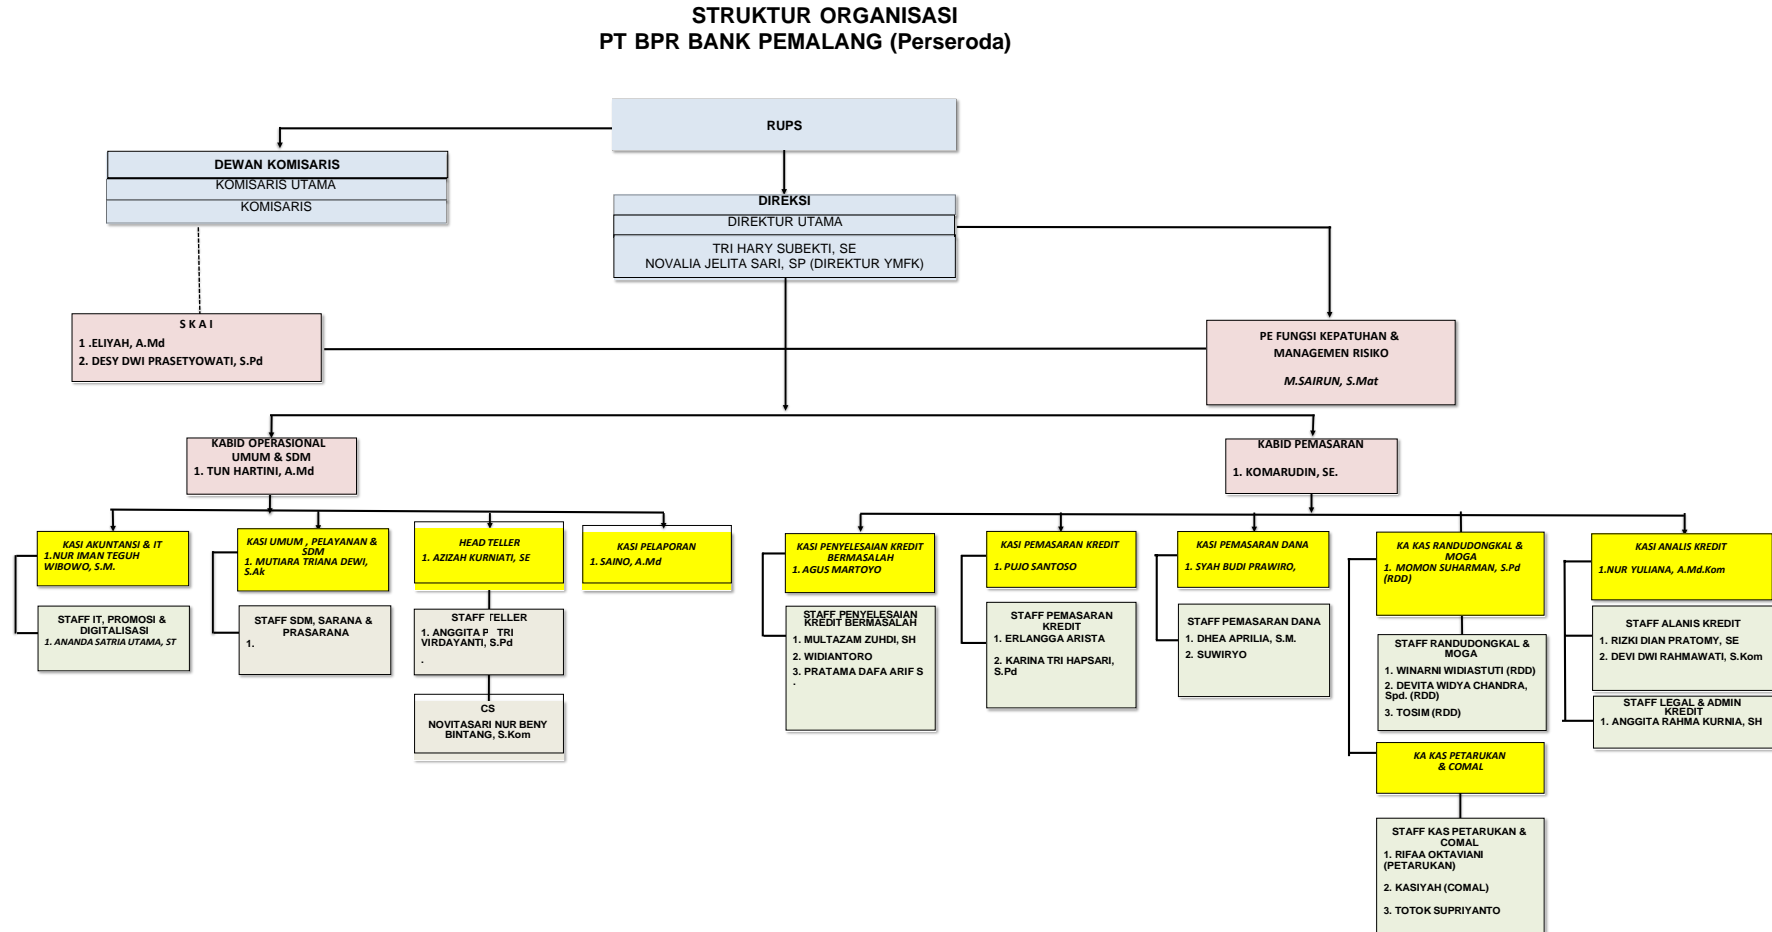 STRUKTUR ORGANISASI
PT BPR BANK PEMALANG (Perseroda)
RUPS
DEWAN KOMISARIS
KOMISARIS UTAMA
KOMISARIS
DIREKSI
DIREKTUR UTAMA
TRI HARY SUBEKTI, SE
NOVALIA JELITA SARI, SP (DIREKTUR YMFK)
S K A I
1 .ELIYAH, A.Md
2. DESY DWI PRASETYOWATI, S.Pd
PE FUNGSI KEPATUHAN &
MANAGEMEN RISIKO
M.SAIRUN, S.Mat
KABID OPERASIONAL
UMUM & SDM
1. TUN HARTINI, A.Md
KABID PEMASARAN
1. KOMARUDIN, SE.
KASI AKUNTANSI & IT
1.NUR IMAN TEGUH
WIBOWO, S.M.
STAFF IT, PROMOSI &
DIGITALISASI
1. ANANDA SATRIA UTAMA, ST
KASI UMUM , PELAYANAN &
SDM
1. MUTIARA TRIANA DEWI,
S.Ak
STAFF SDM, SARANA &
PRASARANA
1.
HEAD TELLER
1. AZIZAH KURNIATI, SE
STAFF TELLER
1. ANGGITA P TRI
VIRDAYANTI, S.Pd
.
CS
NOVITASARI NUR BENY
BINTANG, S.Kom
KASI PELAPORAN
1. SAINO, A.Md
KASI PENYELESAIAN KREDIT
BERMASALAH
1. AGUS MARTOYO
STAFF PENYELESAIAN
KREDIT BERMASALAH
1. MULTAZAM ZUHDI, SH
2. WIDIANTORO
3. PRATAMA DAFA ARIF S
.
KASI PEMASARAN KREDIT
1. PUJO SANTOSO
STAFF PEMASARAN
KREDIT
1. ERLANGGA ARISTA
2. KARINA TRI HAPSARI,
S.Pd
KASI PEMASARAN DANA
1. SYAH BUDI PRAWIRO,
STAFF PEMASARAN DANA
1. DHEA APRILIA, S.M.
2. SUWIRYO
KA KAS RANDUDONGKAL &
MOGA
1. MOMON SUHARMAN, S.Pd
(RDD)
STAFF RANDUDONGKAL &
MOGA
1. WINARNI WIDIASTUTI (RDD)
2. DEVITA WIDYA CHANDRA,
Spd. (RDD)
3. TOSIM (RDD)
KA KAS PETARUKAN
& COMAL
STAFF KAS PETARUKAN &
COMAL
1. RIFAA OKTAVIANI
(PETARUKAN)
2. KASIYAH (COMAL)
3. TOTOK SUPRIYANTO
KASI ANALIS KREDIT
1.NUR YULIANA, A.Md.Kom
STAFF ALANIS KREDIT
1. RIZKI DIAN PRATOMY, SE
2. DEVI DWI RAHMAWATI, S.Kom
STAFF LEGAL & ADMIN
KREDIT
1. ANGGITA RAHMA KURNIA, SH